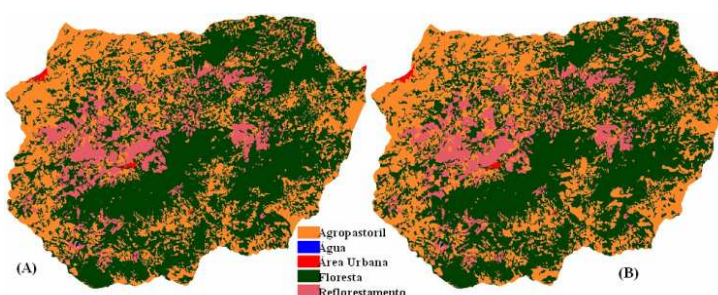 Agropastoril
Água
Área Urbana
Floresta
Reflorestamento
(A)
(B)